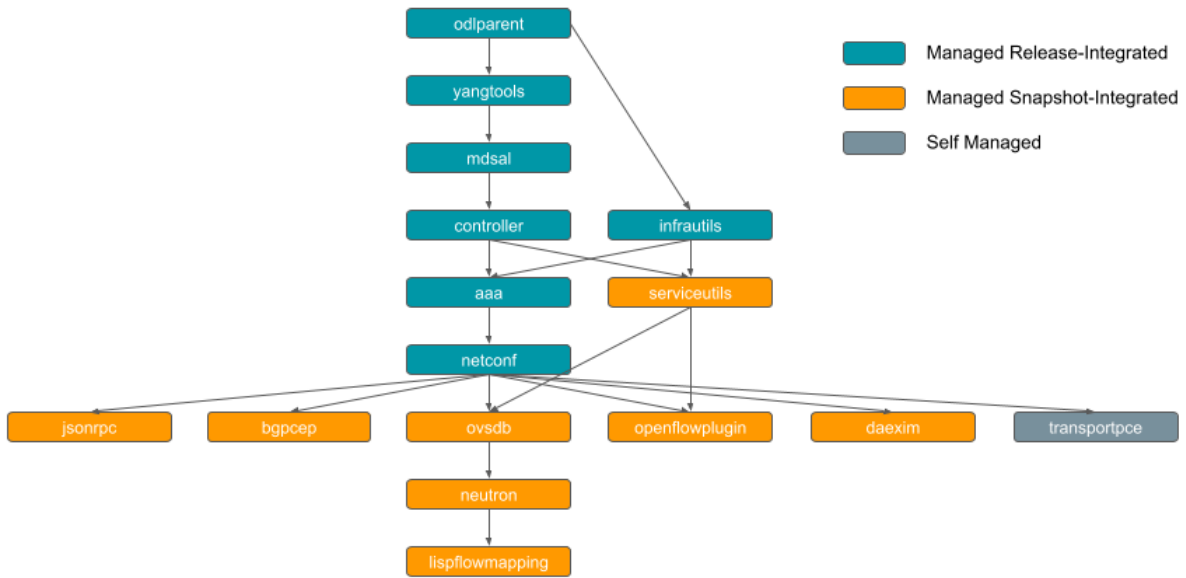 odlparent
Managed Release-Integrated
yangtools
Managed Snapshot-Integrated
Self Managed
mdsal
controller
infrautils
aaa
serviceutils
netconf
jsonrpc
bgpcep
ovsdb
openflowplugin
daexim
transportpce
neutron
lispflowmapping